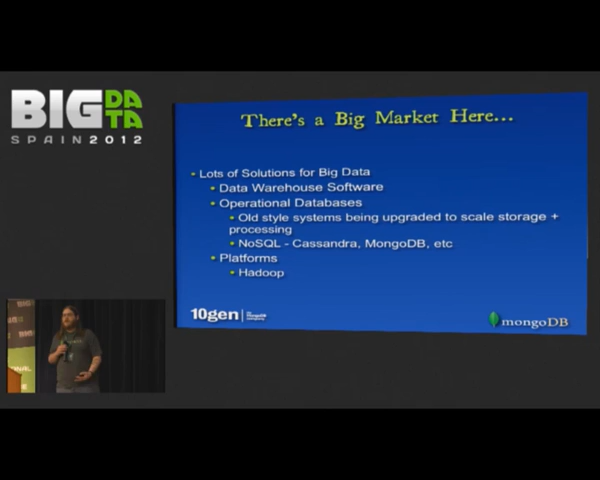 BIG DATA
SPAIN 2012
There's a Big Market Here...
• Lots of Solutions for Big Data
• Data Warehouse Software
• Operational Databases
• Old style systems being upgraded to scale storage +
processing
• NoSQL - Cassandra, MongoDB, etc
• Platforms
• Hadoop
10gen
mongoDB